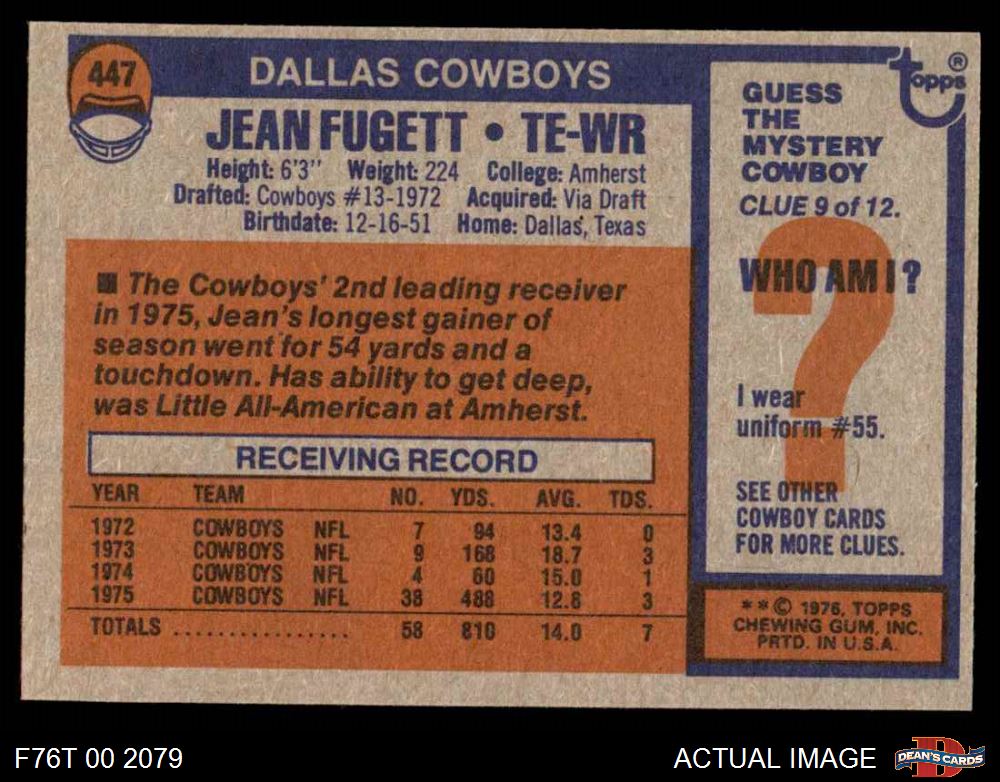 447
DALLAS COWBOYS
JEAN FUGETT • TE-WR
Height: 6'3" Weight: 224 College: Amherst
Drafted: Cowboys #13-1972 Acquired: Via Draft
Birthdate: 12-16-51 Home: Dallas, Texas
■ The Cowboys' 2nd leading receiver
in 1975, Jean's longest gainer of
season went for 54 yards and a
touchdown. Has ability to get deep,
was Little All-American at Amherst.
RECEIVING RECORD
YEAR TEAM NO. YDS. AVG. TDS.
1972 COWBOYS NFL 7 94 13.4 0
1973 COWBOYS NFL 9 168 18.7 3
1974 COWBOYS NFL 4 60 15.0 1
1975 COWBOYS NFL 38 488 12.8 3
TOTALS ................ 58 810 14.0 7
topps ®
GUESS
THE
MYSTERY
COWBOY
CLUE 9 of 12.
?
WHO AM I?
I wear
uniform #55.
SEE OTHER
COWBOY CARDS
FOR MORE CLUES.
** © 1976, TOPPS
CHEWING GUM, INC.
PRTD. IN U.S.A.
F76T 00 2079
ACTUAL IMAGE
D
DEAN'S CARDS